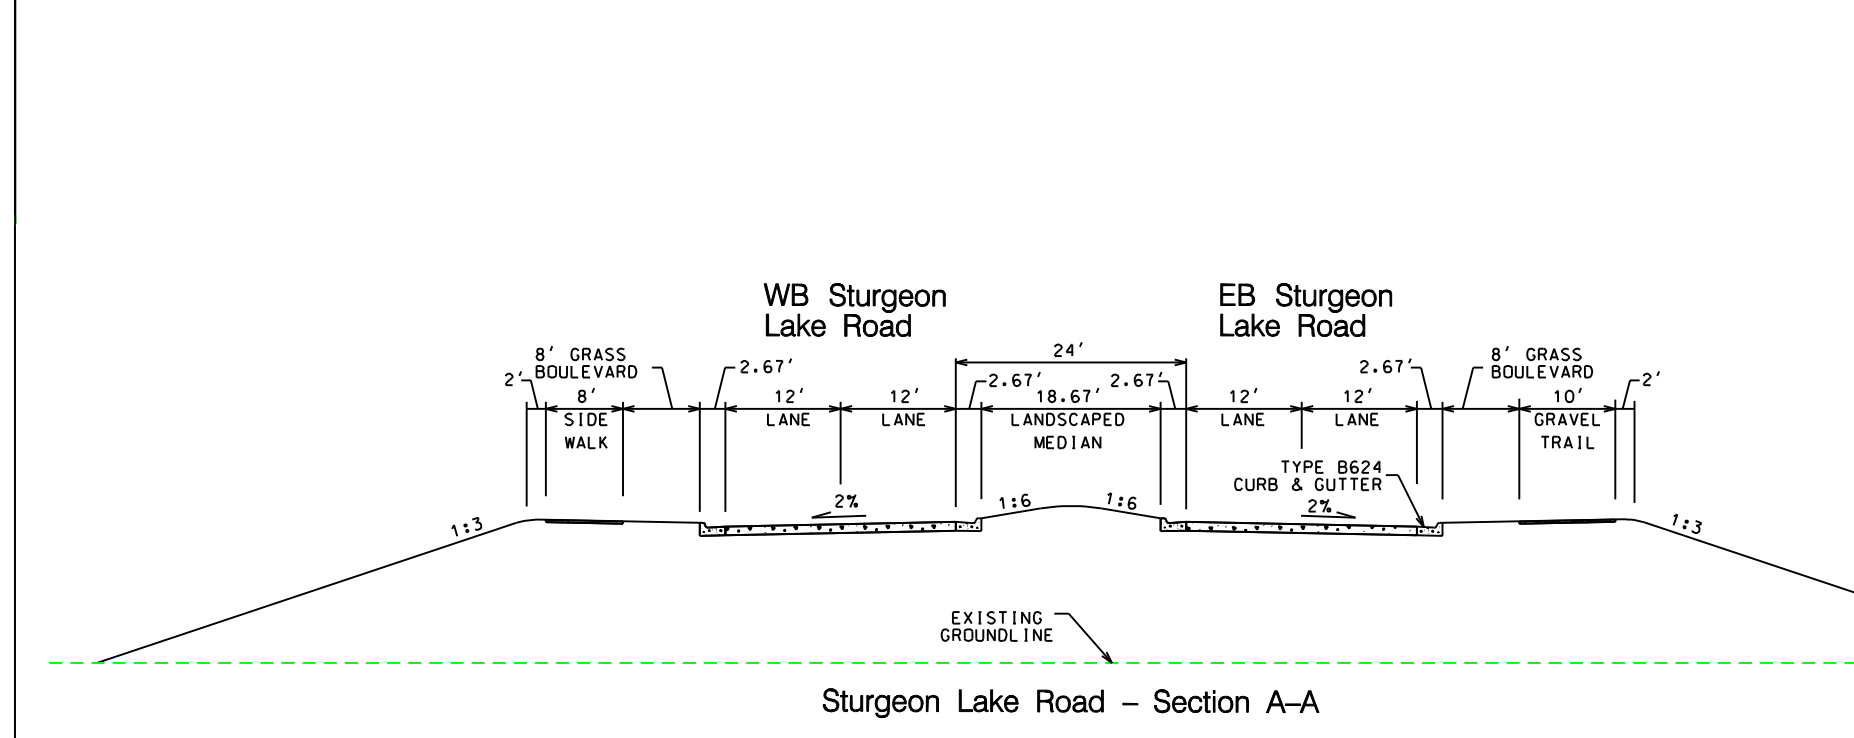 WB Sturgeon
Lake Road
EB Sturgeon
Lake Road
24'
8' GRASS
BOULEVARD
2.67'
2.67'
8' GRASS
BOULEVARD
2'
2.67'
2.67'
2'
8'
12'
12'
18.67'
12'
12'
10'
SIDE
WALK
LANE
LANE
LANDSCAPED
MEDIAN
LANE
LANE
GRAVEL
TRAIL
TYPE B624
CURB & GUTTER
1:3
2%
1:6
1:6
2%
1:3
EXISTING
GROUNDLINE
Sturgeon Lake Road – Section A–A